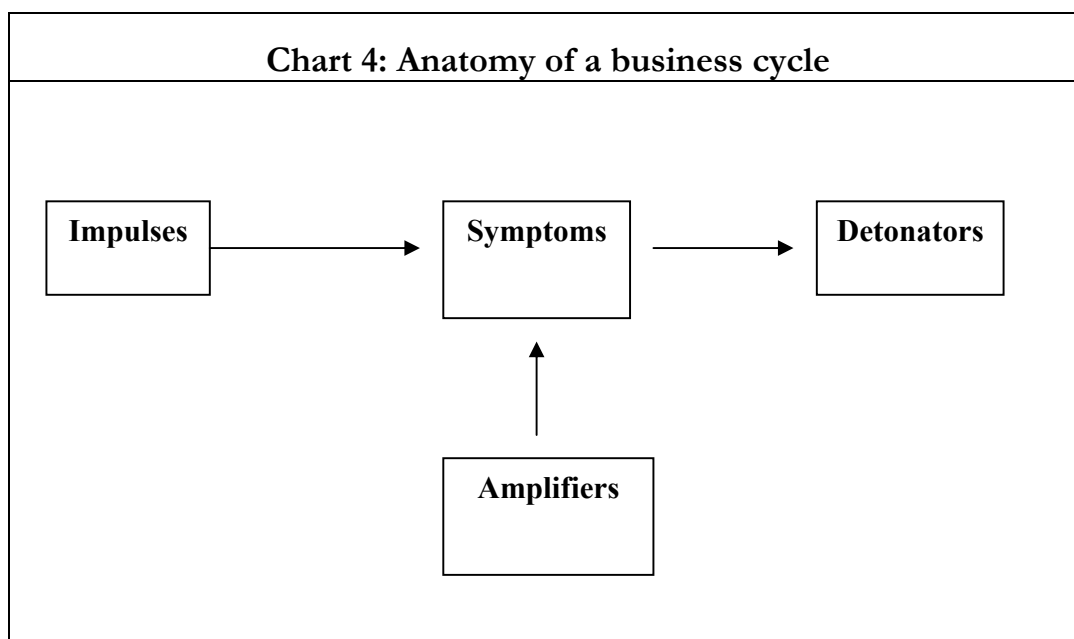 Chart 4: Anatomy of a business cycle
Impulses
Symptoms
Detonators
Amplifiers